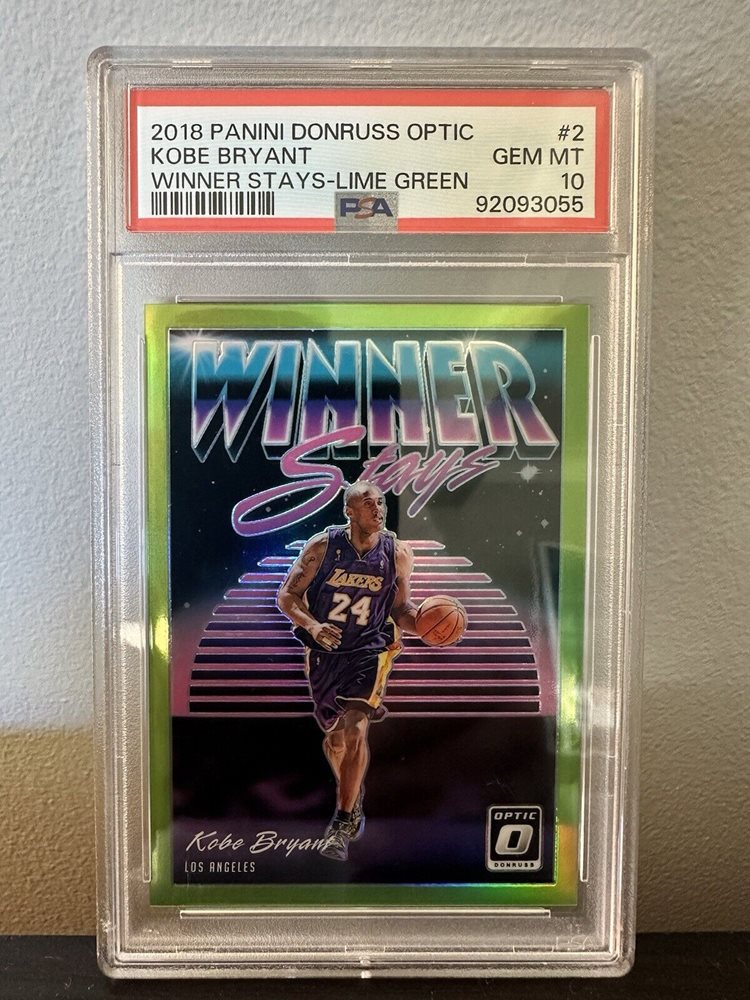 2018 PANINI DONRUSS OPTIC #2
KOBE BRYANT GEM MT
WINNER STAYS-LIME GREEN 10
PSA 92093055
WINNER
Stays
LAKERS
24
Kobe Bryant
LOS ANGELES
OPTIC
O
DONRUSS